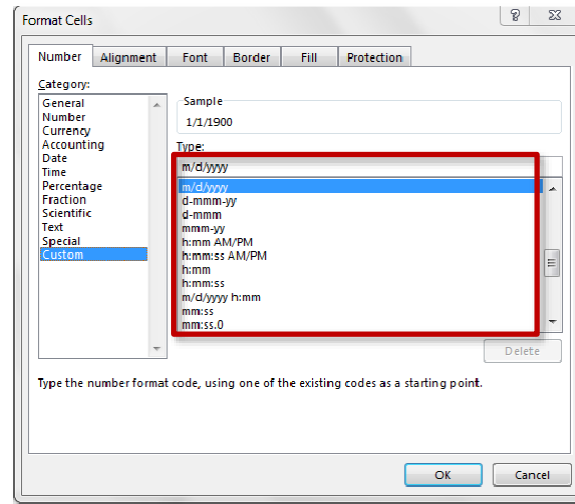 Format Cells
Number Alignment Font Border Fill Protection
Category:
General
Number
Currency
Accounting
Date
Time
Percentage
Fraction
Scientific
Text
Special
Custom
Sample
1/1/1900
Type:
m/d/yyyy
m/d/yyyy
d-mmm-yy
d-mmm
mmm-yy
h:mm AM/PM
h:mm:ss AM/PM
h:mm
h:mm:ss
m/d/yyyy h:mm
mm:ss
mm:ss.0
Delete
Type the number format code, using one of the existing codes as a starting point.
OK Cancel